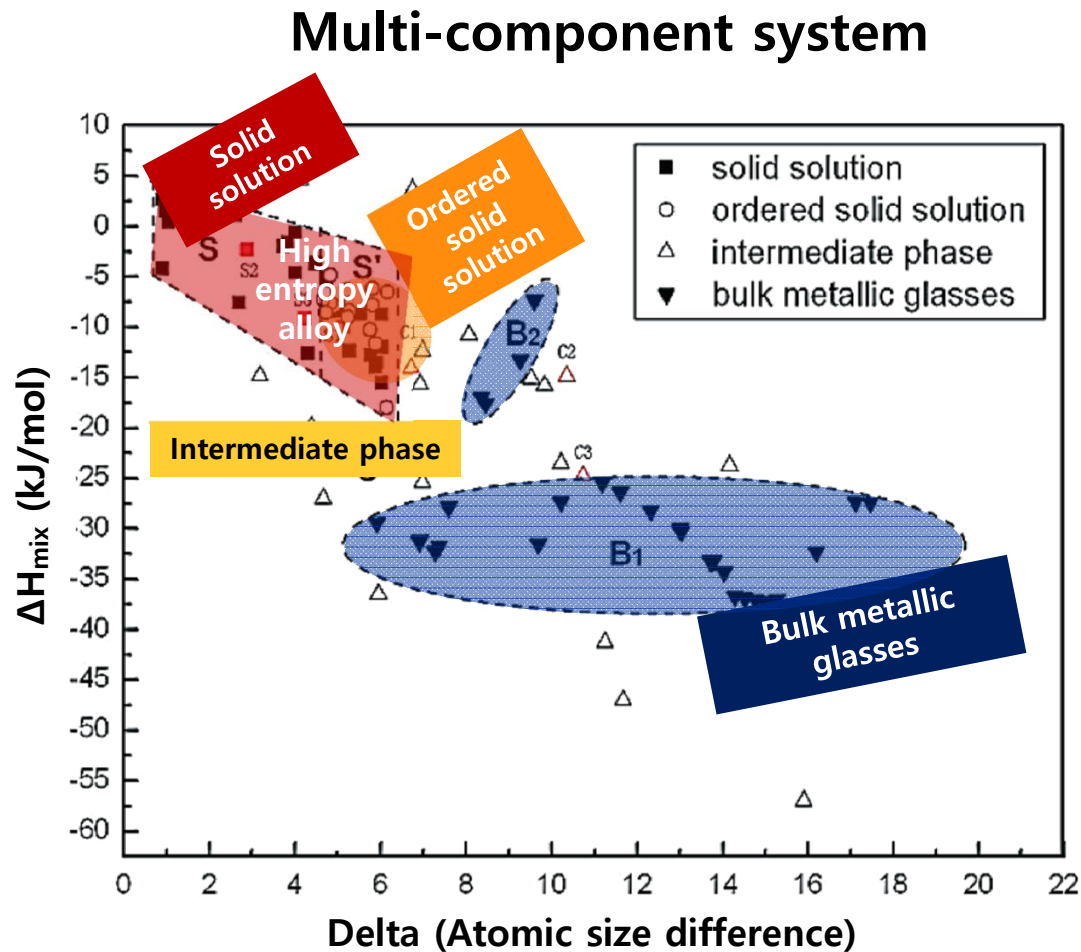 Multi-component system
10
5
0
-5
-10
-15
-20
-25
-30
-35
-40
-45
-50
-55
-60
ΔHmix (kJ/mol)
Solid
solution
Ordered
solid
solution
solid solution
ordered solid solution
intermediate phase
bulk metallic glasses
S
S2
S'
High
entropy
alloy
C1
B2
C2
Intermediate phase
C3
B1
Bulk metallic
glasses
0 2 4 6 8 10 12 14 16 18 20 22
Delta (Atomic size difference)